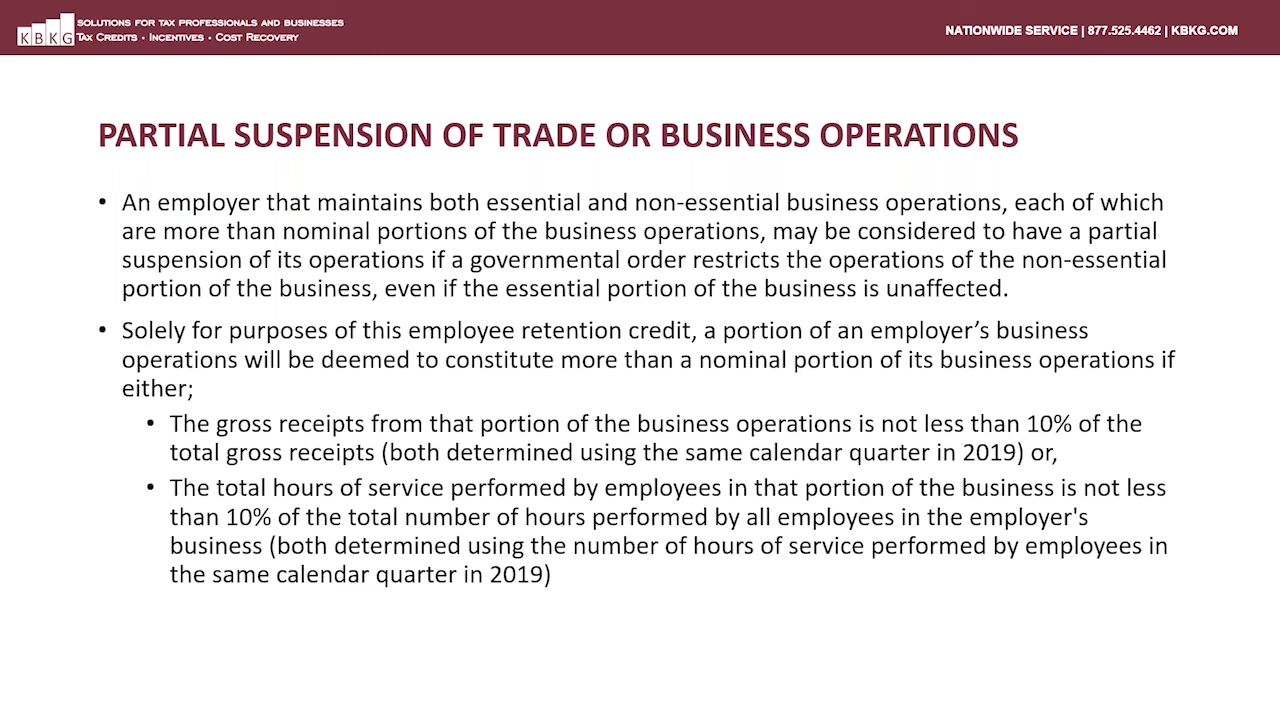 KBKG
SOLUTIONS FOR TAX PROFESSIONALS AND BUSINESSES
TAX CREDITS • INCENTIVES • COST RECOVERY
NATIONWIDE SERVICE | 877.525.4462 | KBKG.COM
PARTIAL SUSPENSION OF TRADE OR BUSINESS OPERATIONS
• An employer that maintains both essential and non-essential business operations, each of which
are more than nominal portions of the business operations, may be considered to have a partial
suspension of its operations if a governmental order restricts the operations of the non-essential
portion of the business, even if the essential portion of the business is unaffected.
• Solely for purposes of this employee retention credit, a portion of an employer’s business
operations will be deemed to constitute more than a nominal portion of its business operations if
either;
• The gross receipts from that portion of the business operations is not less than 10% of the
total gross receipts (both determined using the same calendar quarter in 2019) or,
• The total hours of service performed by employees in that portion of the business is not less
than 10% of the total number of hours performed by all employees in the employer's
business (both determined using the number of hours of service performed by employees in
the same calendar quarter in 2019)